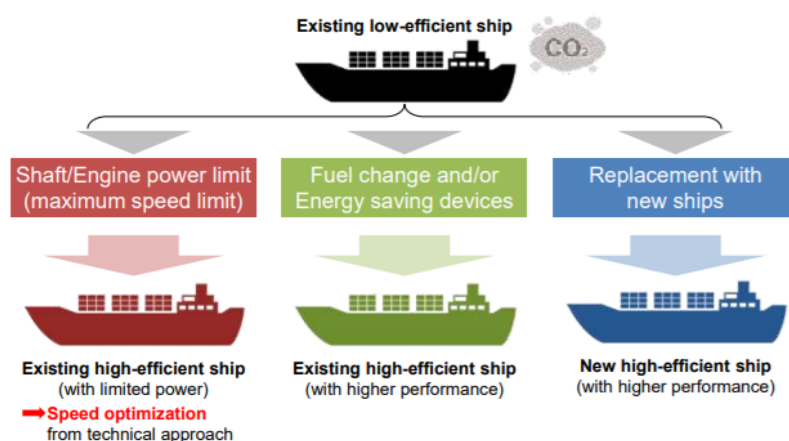 Existing low-efficient ship
CO₂
Shaft/Engine power limit
(maximum speed limit)
Fuel change and/or
Energy saving devices
Replacement with
new ships
Existing high-efficient ship
(with limited power)
Speed optimization
from technical approach
Existing high-efficient ship
(with higher performance)
New high-efficient ship
(with higher performance)